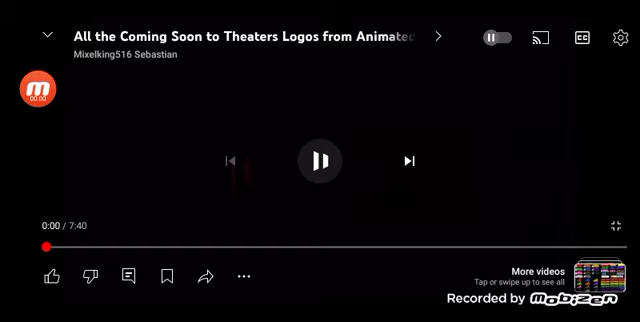 All the Coming Soon to Theaters Logos from Animated
Mixelking516 Sebastian
CC
m
00:00
0:00 / 7:40
More videos
Tap or swipe up to see all
Recorded by Mobizen